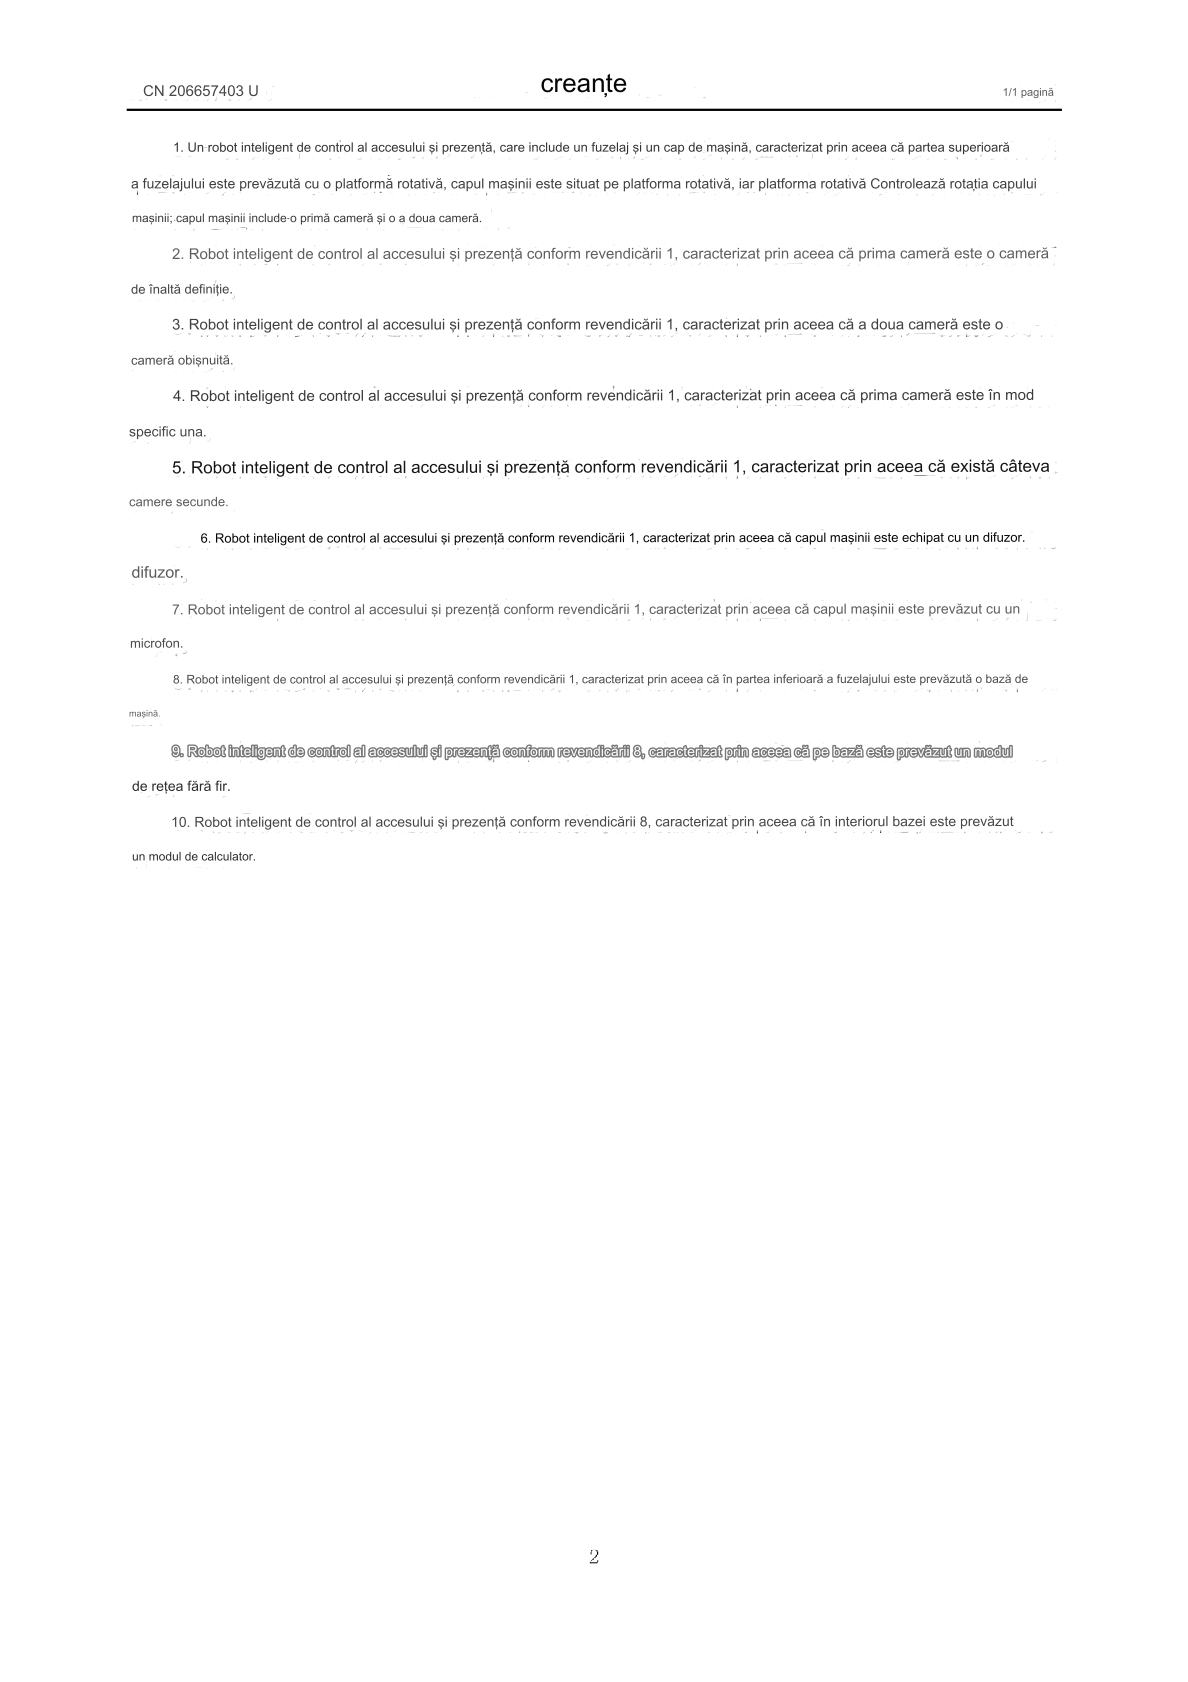 CN 206657403 U
creanțe
1/1 pagină
1. Un robot inteligent de control al accesului și prezență, care include un fuzelaj și un cap de mașină, caracterizat prin aceea că partea superioară
a fuzelajului este prevăzută cu o platformă rotativă, capul mașinii este situat pe platforma rotativă, iar platforma rotativă Controlează rotația capului
mașinii; capul mașinii include o primă cameră și o a doua cameră.
2. Robot inteligent de control al accesului și prezență conform revendicării 1, caracterizat prin aceea că prima cameră este o cameră
de înaltă definiție.
3. Robot inteligent de control al accesului și prezență conform revendicării 1, caracterizat prin aceea că a doua cameră este o
cameră obișnuită.
4. Robot inteligent de control al accesului și prezență conform revendicării 1, caracterizat prin aceea că prima cameră este în mod
specific una.
5. Robot inteligent de control al accesului și prezență conform revendicării 1, caracterizat prin aceea că există câteva
camere secunde.
6. Robot inteligent de control al accesului și prezență conform revendicării 1, caracterizat prin aceea că capul mașinii este echipat cu un difuzor.
difuzor.
7. Robot inteligent de control al accesului și prezență conform revendicării 1, caracterizat prin aceea că capul mașinii este prevăzut cu un
microfon.
8. Robot inteligent de control al accesului și prezență conform revendicării 1, caracterizat prin aceea că în partea inferioară a fuzelajului este prevăzută o bază de
mașină.
9. Robot inteligent de control al accesului și prezență conform revendicării 8, caracterizat prin aceea că pe bază este prevăzut un modul
de rețea fără fir.
10. Robot inteligent de control al accesului și prezență conform revendicării 8, caracterizat prin aceea că în interiorul bazei este prevăzut
un modul de calculator.
2